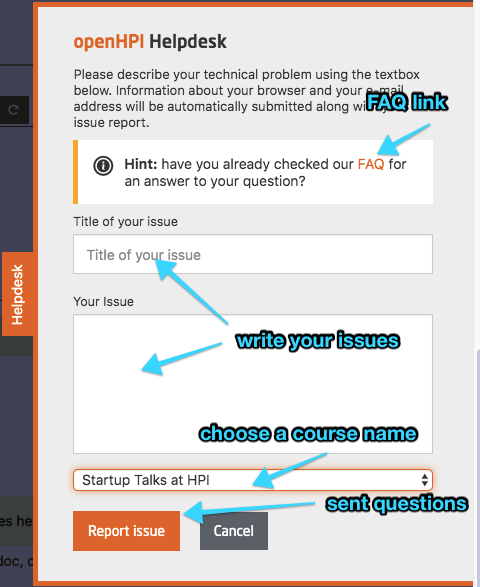 openHPI Helpdesk
Please describe your technical problem using the textbox
below. Information about your browser and your e-mail
address will be automatically submitted along
issue report.
FAQ link
Hint: have you already checked our FAQ for
an answer to your question?
Title of your issue
Title of your issue
Your Issue
write your issues
choose a course name
Startup Talks at HPI
sent questions
Report issue
Cancel
Helpdesk
es he
doc, d